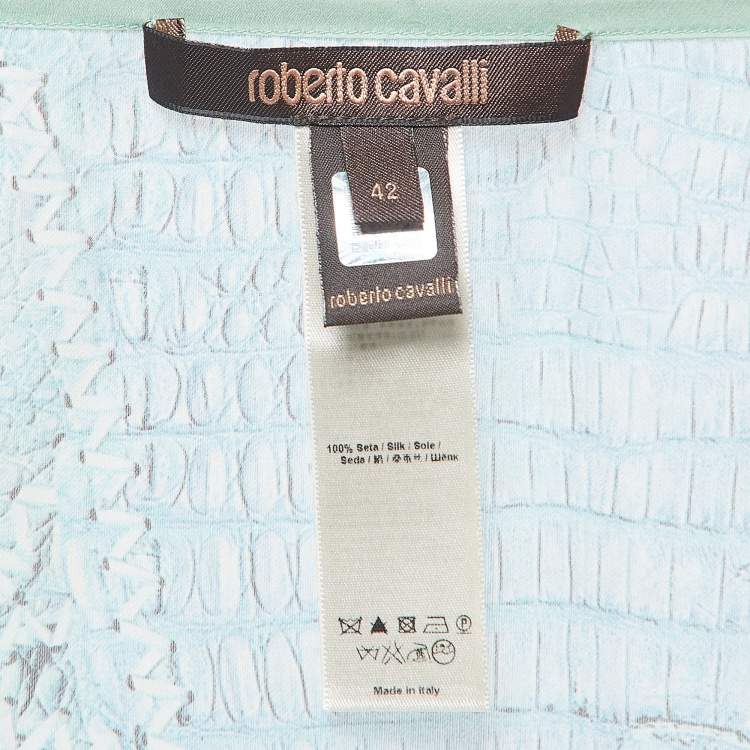 roberto cavalli
42
roberto cavalli
100% Seta / Silk / Soie /
Seda / 絹 / 桑蚕丝 / Шёлк
P
Made in Italy